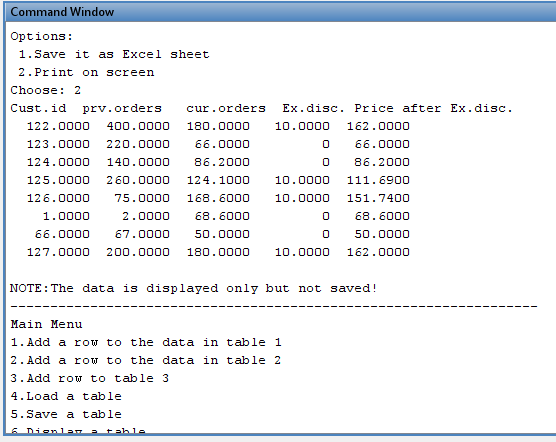 Command Window
Options:
1.Save it as Excel sheet
2.Print on screen
Choose: 2
Cust.id prv.orders cur.orders Ex.disc. Price after Ex.disc.
122.0000 400.0000 180.0000 10.0000 162.0000
123.0000 220.0000 66.0000 0 66.0000
124.0000 140.0000 86.2000 0 86.2000
125.0000 260.0000 124.1000 10.0000 111.6900
126.0000 75.0000 168.6000 10.0000 151.7400
1.0000 2.0000 68.6000 0 68.6000
66.0000 67.0000 50.0000 0 50.0000
127.0000 200.0000 180.0000 10.0000 162.0000
NOTE:The data is displayed only but not saved!
------------------------------------------------------------------
Main Menu
1.Add a row to the data in table 1
2.Add a row to the data in table 2
3.Add row to table 3
4.Load a table
5.Save a table
6.Display a table